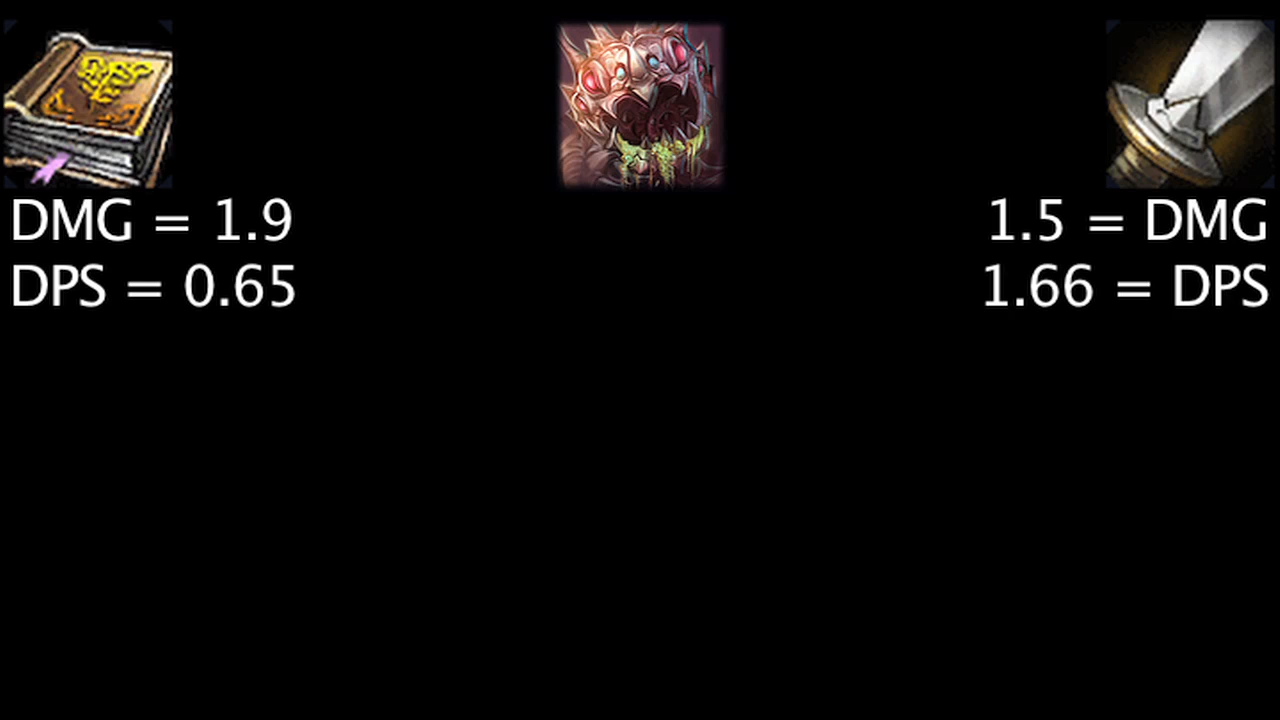 DMG = 1.9
DPS = 0.65
1.5 = DMG
1.66 = DPS